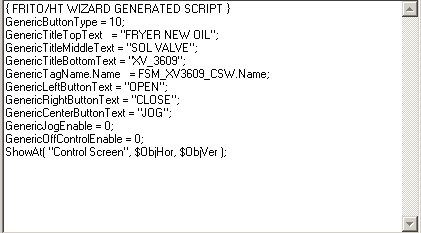 { FRITO/HT WIZARD GENERATED SCRIPT }
GenericButtonType = 10;
GenericTitleTopText   = "FRYER NEW OIL";
GenericTitleMiddleText = "SOL VALVE";
GenericTitleBottomText = "XV_3609";
GenericTagName.Name   = FSM_XV3609_CSW.Name;
GenericLeftButtonText = "OPEN";
GenericRightButtonText = "CLOSE";
GenericCenterButtonText = "JOG";
GenericJogEnable = 0;
GenericOffControlEnable = 0;
ShowAt( "Control Screen", $ObjHor, $ObjVer );